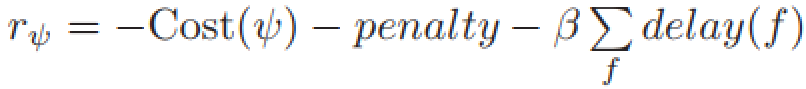 r_ψ = −Cost(ψ) − penalty − β ∑_f delay(f)